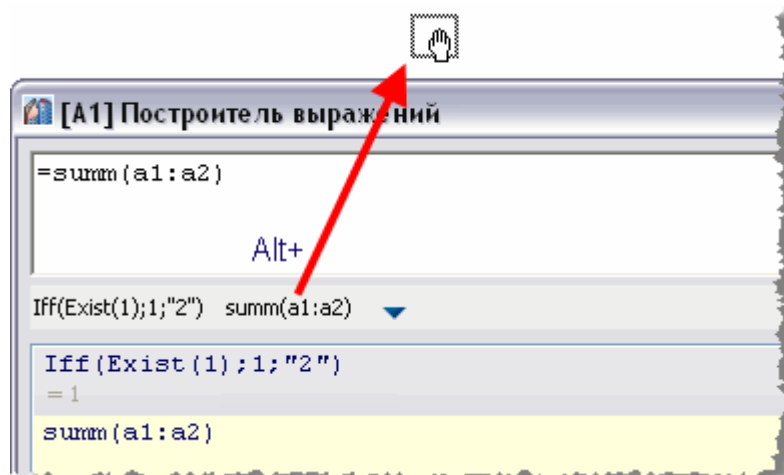 [A1] Построитель выражений
=summ(a1:a2)
Alt+
Iff(Exist(1);1;"2") summ(a1:a2)
Iff(Exist(1);1;"2")
= 1
summ(a1:a2)